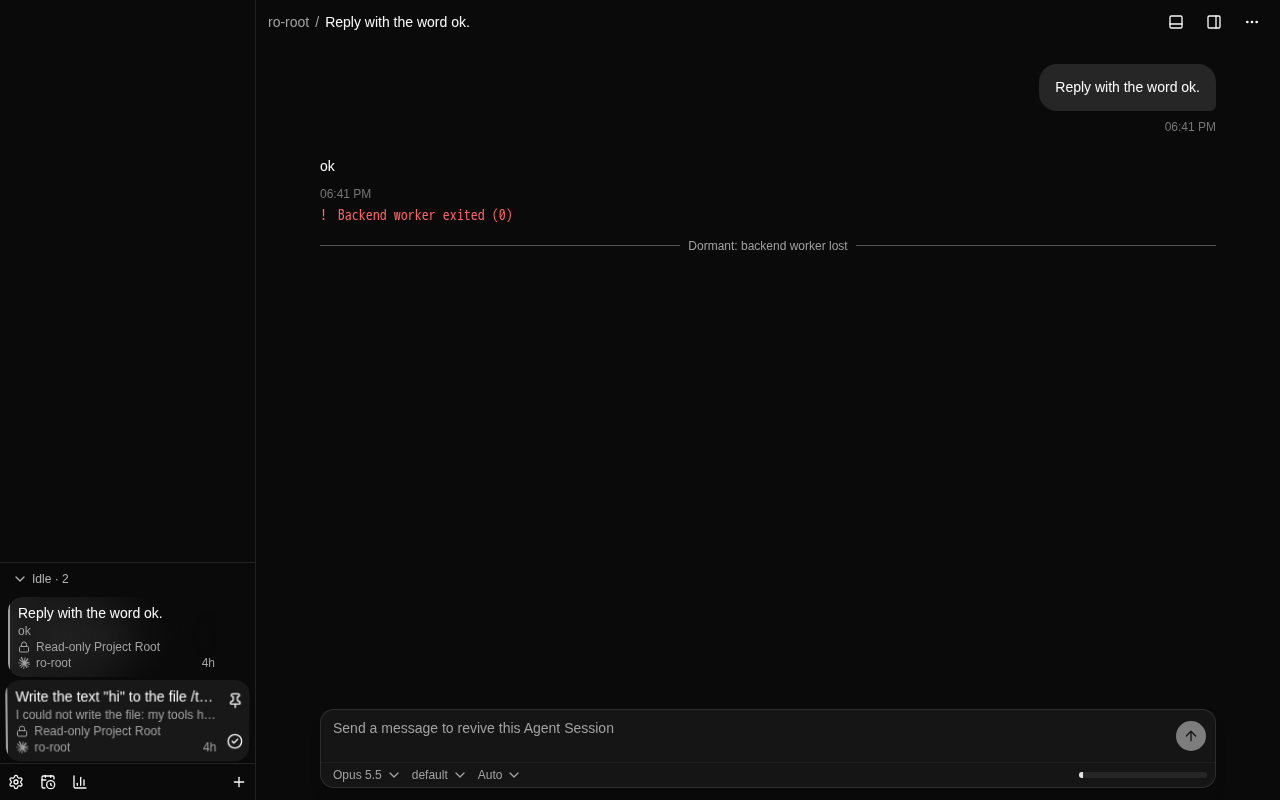 ro-root / Reply with the word ok.
Reply with the word ok.
06:41 PM
ok
06:41 PM
! Backend worker exited (0)
Dormant: backend worker lost
Idle · 2
Reply with the word ok.
ok
Read-only Project Root
ro-root 4h
Write the text "hi" to the file /t…
I could not write the file: my tools h…
Read-only Project Root
ro-root 4h
Send a message to revive this Agent Session
Opus 5.5 default Auto